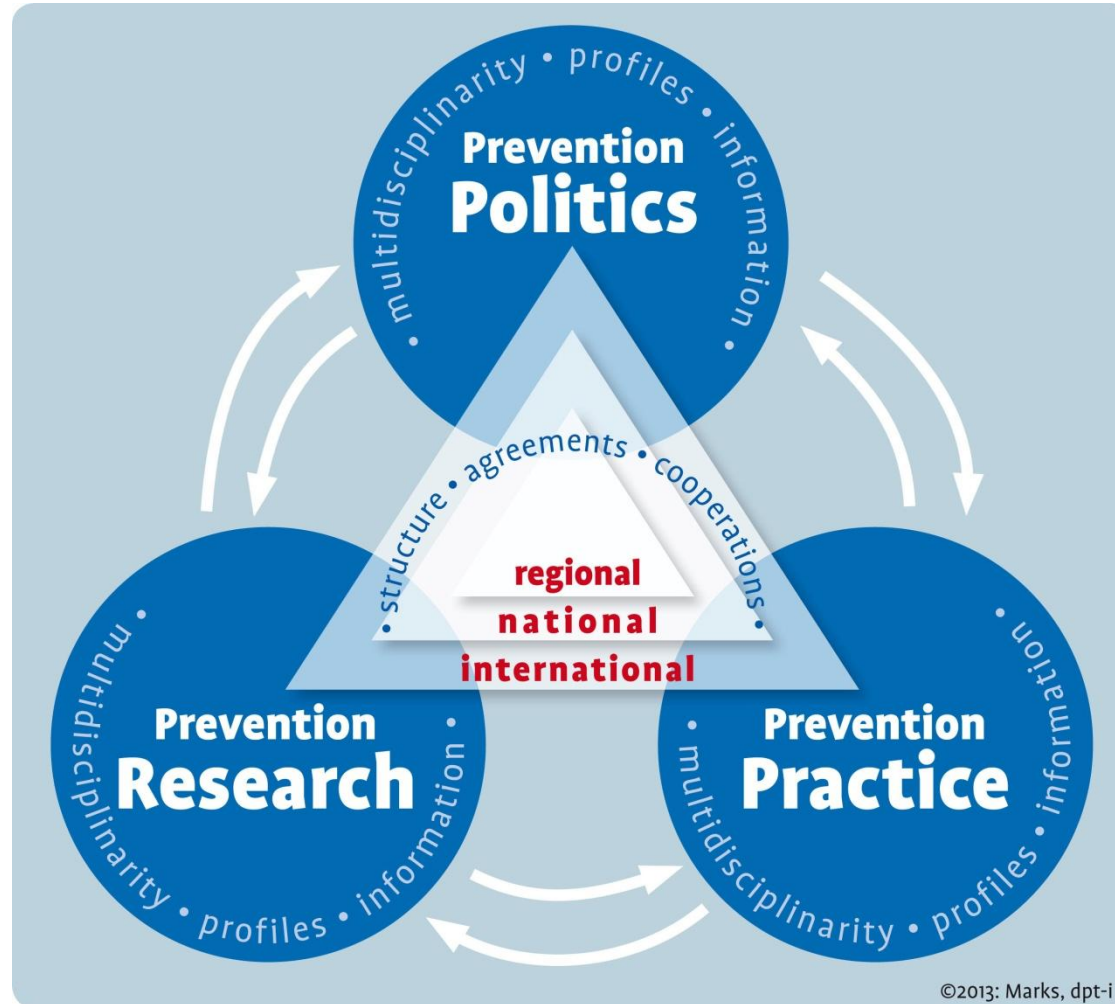 • multidisciplinarity • profiles • information •
Prevention
Politics
• structure • agreements • cooperations •
regional
national
international
• multidisciplinarity • profiles • information •
Prevention
Research
• multidisciplinarity • profiles • information •
Prevention
Practice
©2013: Marks, dpt-i